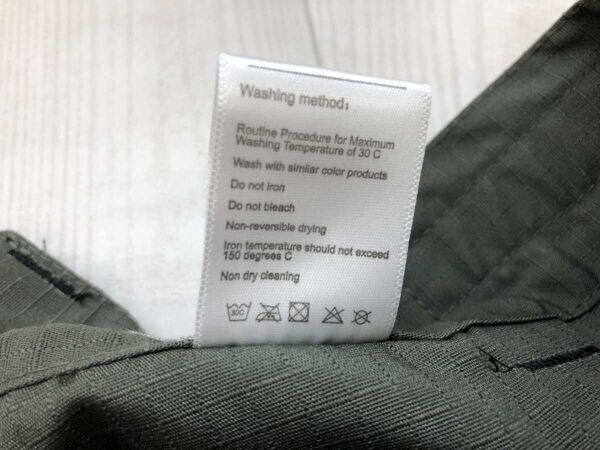 Washing method:
Routine Procedure for Maximum
Washing Temperature of 30 C
Wash with similar color products
Do not iron
Do not bleach
Non-reversible drying
Iron temperature should not exceed
150 degrees C
Non dry cleaning
30C